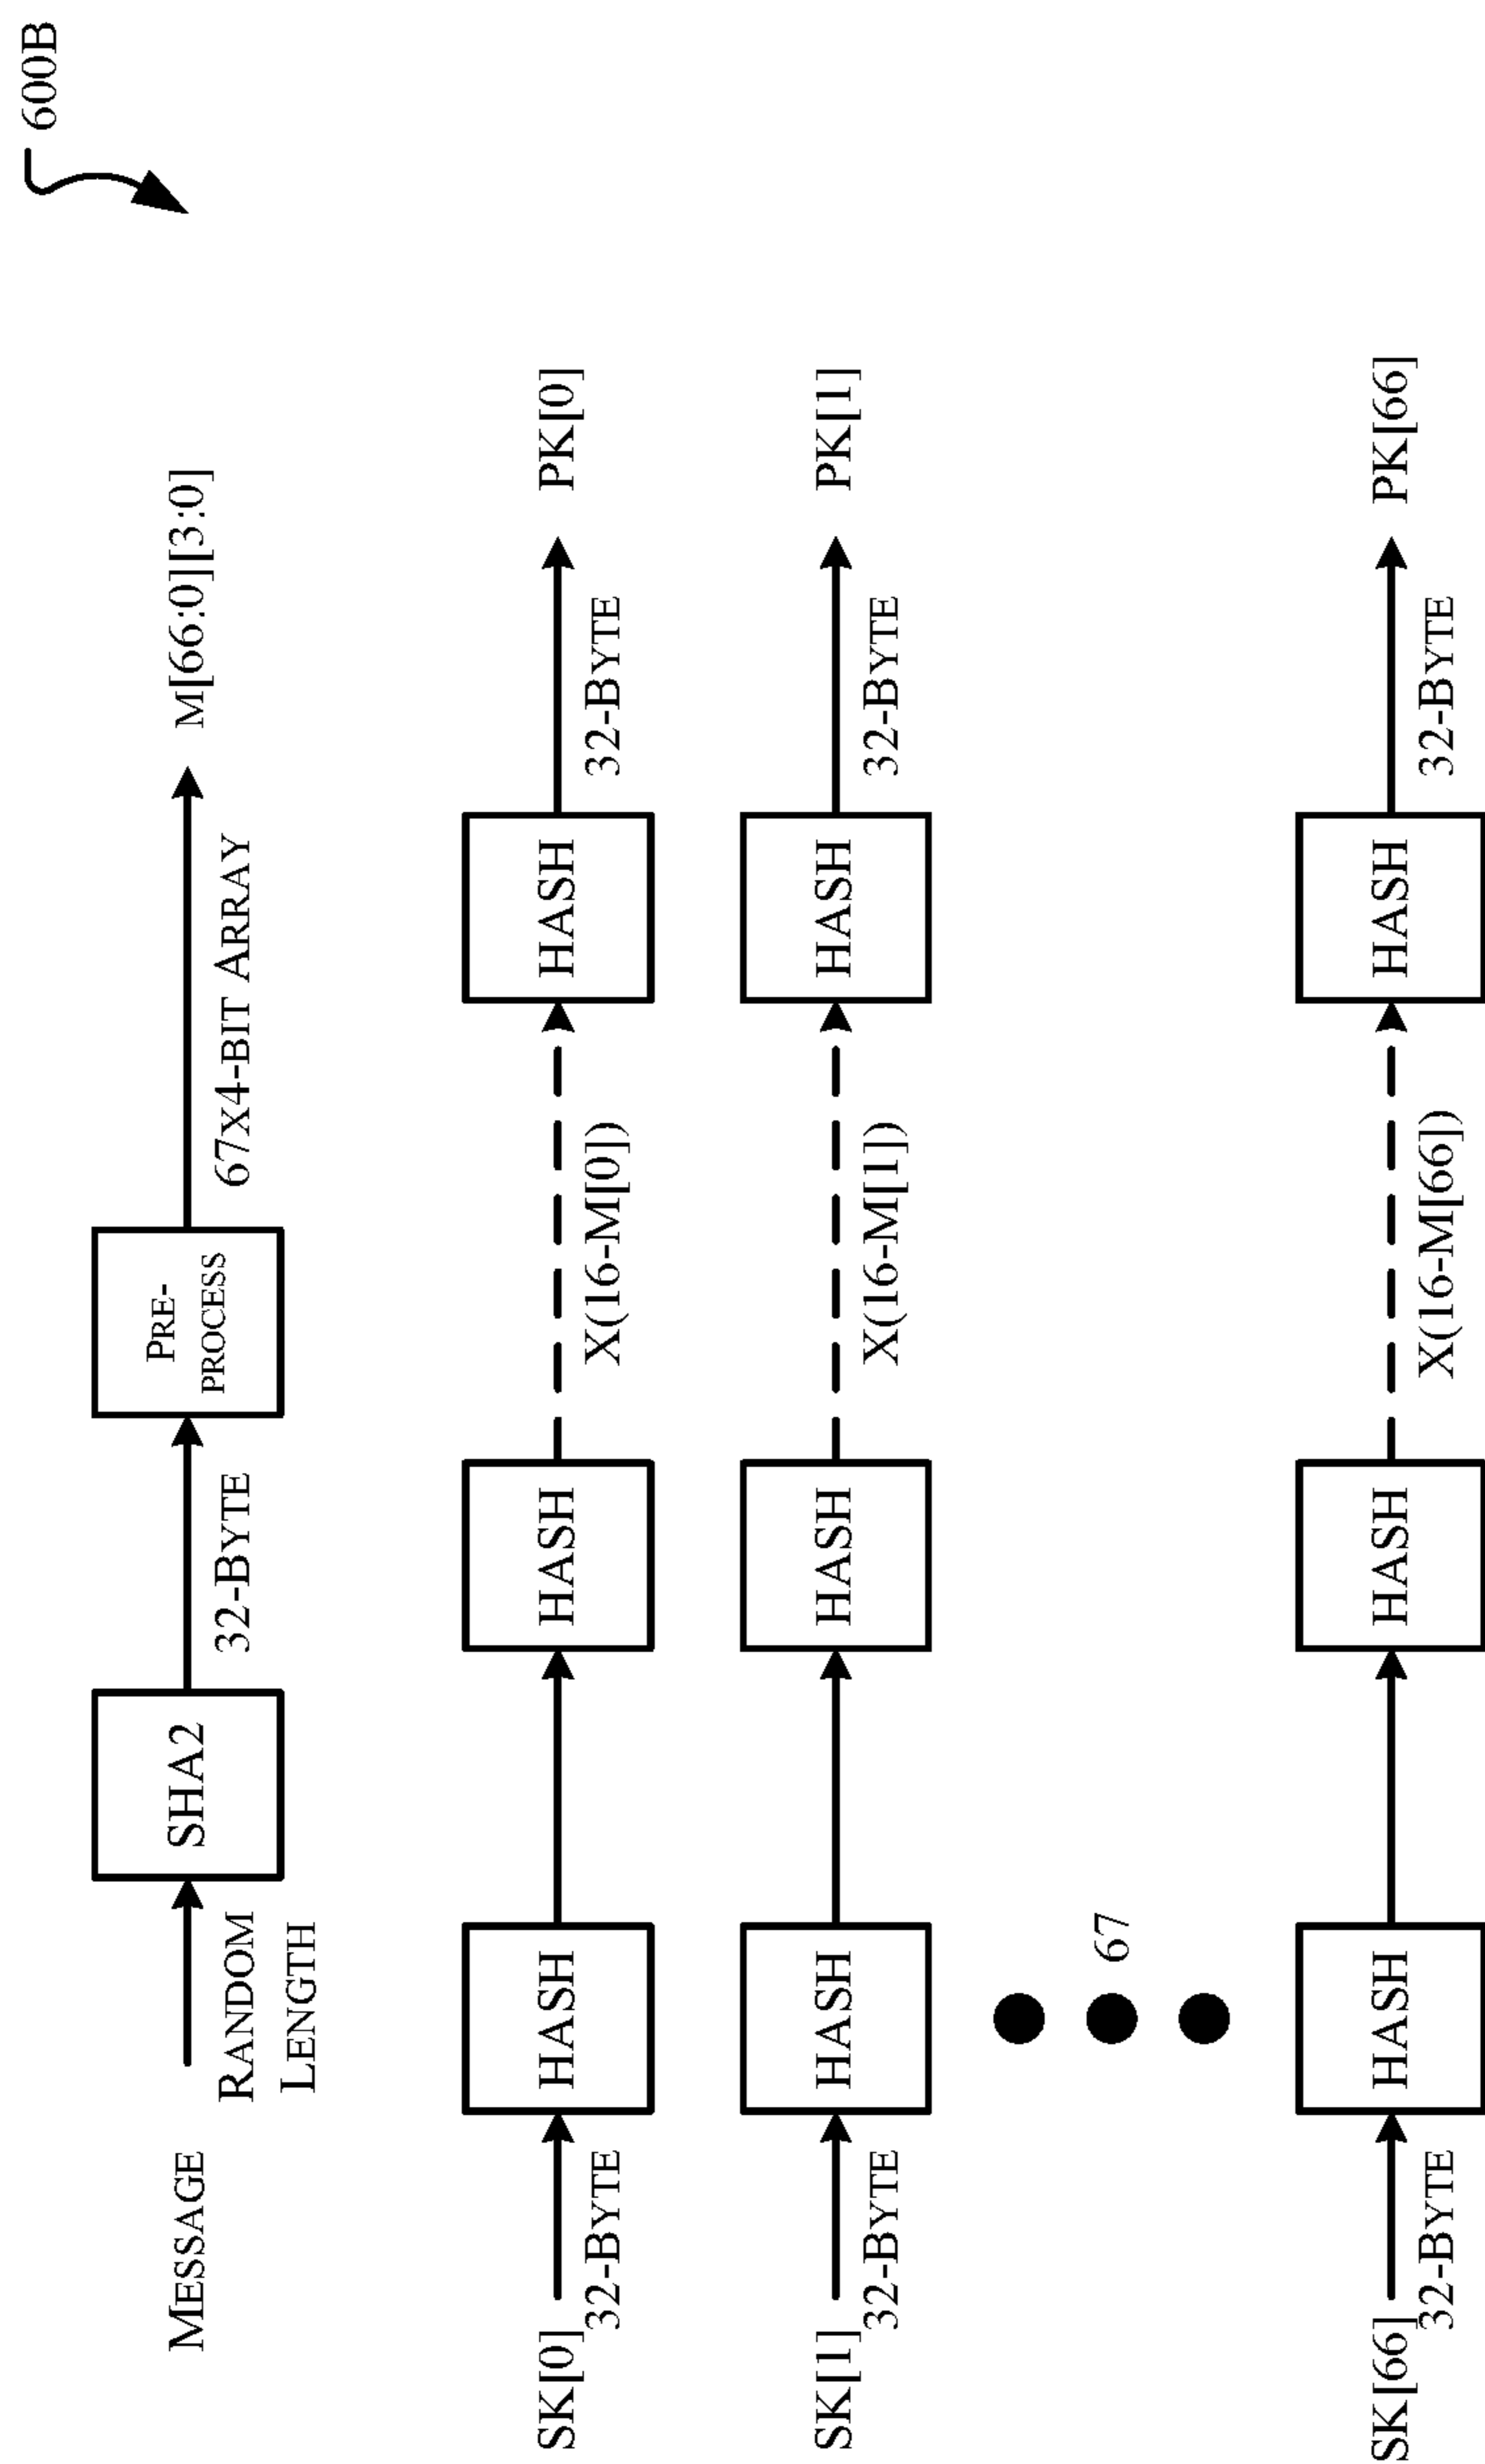 600B
MESSAGE
RANDOM
LENGTH
SHA2
32-BYTE
PRE-
PROCESS
67X4-BIT ARRAY
M[66:0][3:0]
SK[0]
32-BYTE
HASH
HASH
X(16-M[0])
HASH
32-BYTE
PK[0]
SK[1]
32-BYTE
HASH
HASH
X(16-M[1])
HASH
32-BYTE
PK[1]
67
SK[66]
32-BYTE
HASH
HASH
X(16-M[66])
HASH
32-BYTE
PK[66]